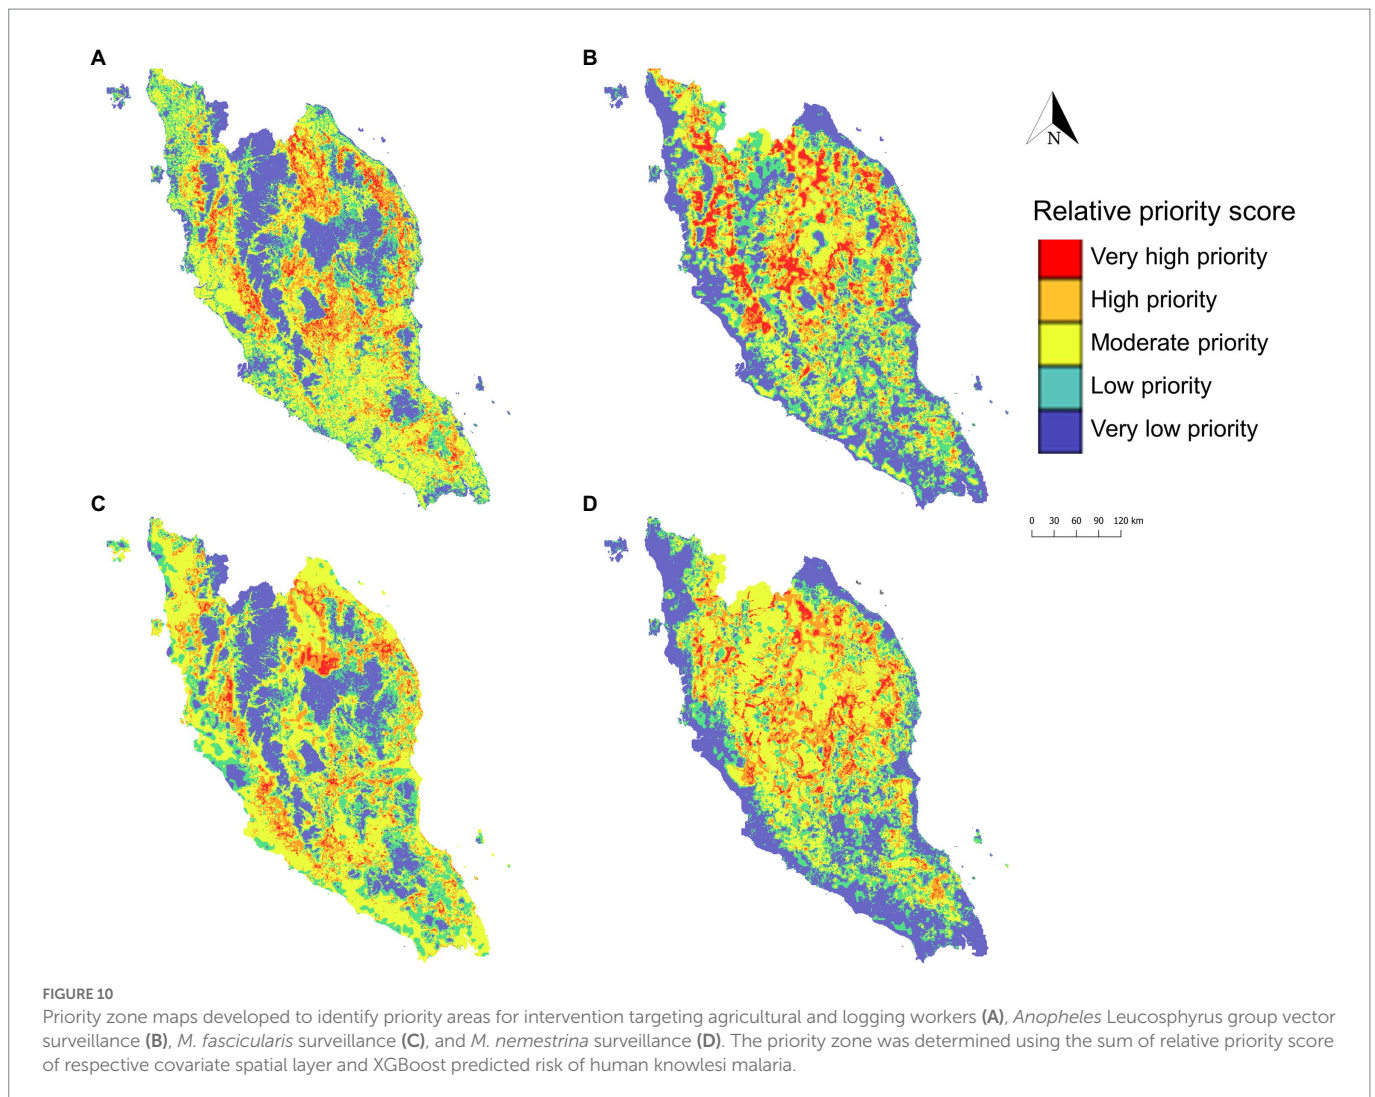 A
B
N
Relative priority score
Very high priority
High priority
Moderate priority
Low priority
Very low priority
C
D
0 30 60 90 120 km
FIGURE 10
Priority zone maps developed to identify priority areas for intervention targeting agricultural and logging workers (A), Anopheles Leucosphyrus group vector
surveillance (B), M. fascicularis surveillance (C), and M. nemestrina surveillance (D). The priority zone was determined using the sum of relative priority score
of respective covariate spatial layer and XGBoost predicted risk of human knowlesi malaria.